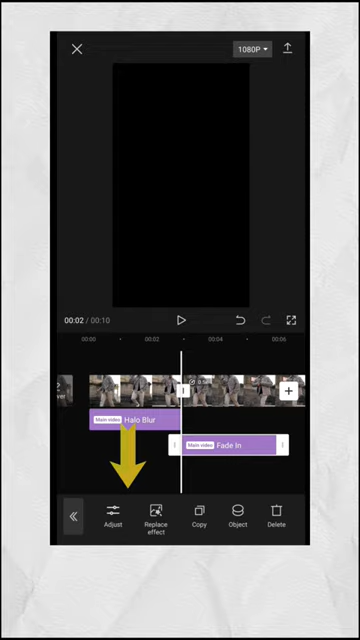 1080P
00:02 / 00:10
00:00
00:02
00:04
00:06
Main video Halo Blur
Main video Fade In
Adjust
Replace
effect
Copy
Object
Delete